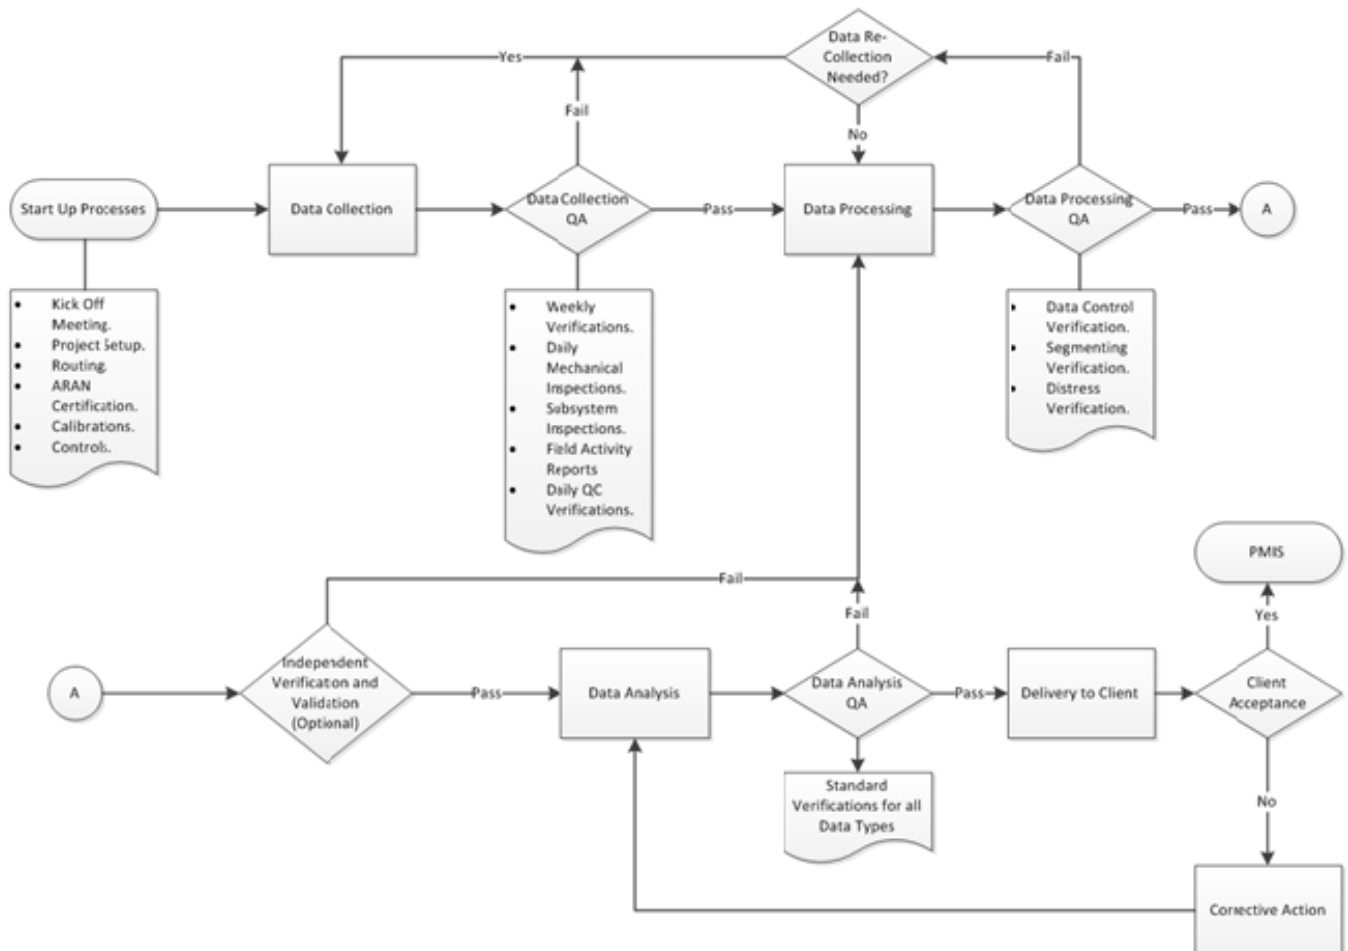 Data Re-
Collection
Needed?
Yes
Fail
Fail
No
Start Up Processes
Data Collection
Data Collection
QA
Pass
Data Processing
Data Processing
QA
Pass
A
• Kick Off
Meeting.
• Project Setup.
• Routing.
• ARAN
Certification.
• Calibrations.
• Controls.
• Weekly
Verifications.
• Daily
Mechanical
Inspections.
• Subsystem
Inspections.
• Field Activity
Reports
• Daily QC
Verifications.
• Data Control
Verification.
• Segmenting
Verification.
• Distress
Verification.
PMIS
Fail
Fail
Yes
A
Independent
Verification and
Validation
(Optional)
Pass
Data Analysis
Data Analysis
QA
Pass
Delivery to Client
Client
Acceptance
Standard
Verifications for all
Data Types
No
Corrective Action